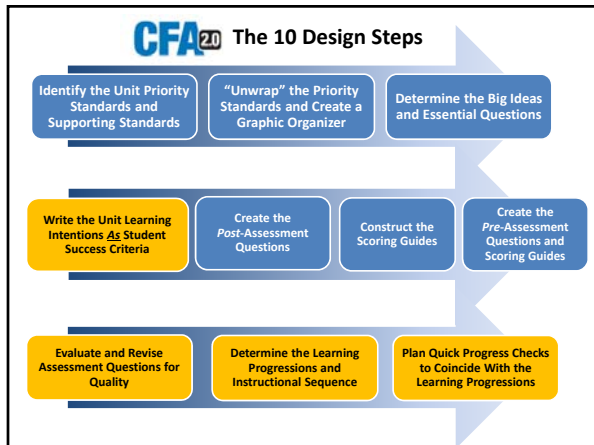 CFA 2.0 The 10 Design Steps
Identify the Unit Priority
Standards and
Supporting Standards
“Unwrap” the Priority
Standards and Create a
Graphic Organizer
Determine the Big Ideas
and Essential Questions
Write the Unit Learning
Intentions As Student
Success Criteria
Create the
Post-Assessment
Questions
Construct the
Scoring Guides
Create the
Pre-Assessment
Questions and
Scoring Guides
Evaluate and Revise
Assessment Questions for
Quality
Determine the Learning
Progressions and
Instructional Sequence
Plan Quick Progress Checks
to Coincide With the
Learning Progressions